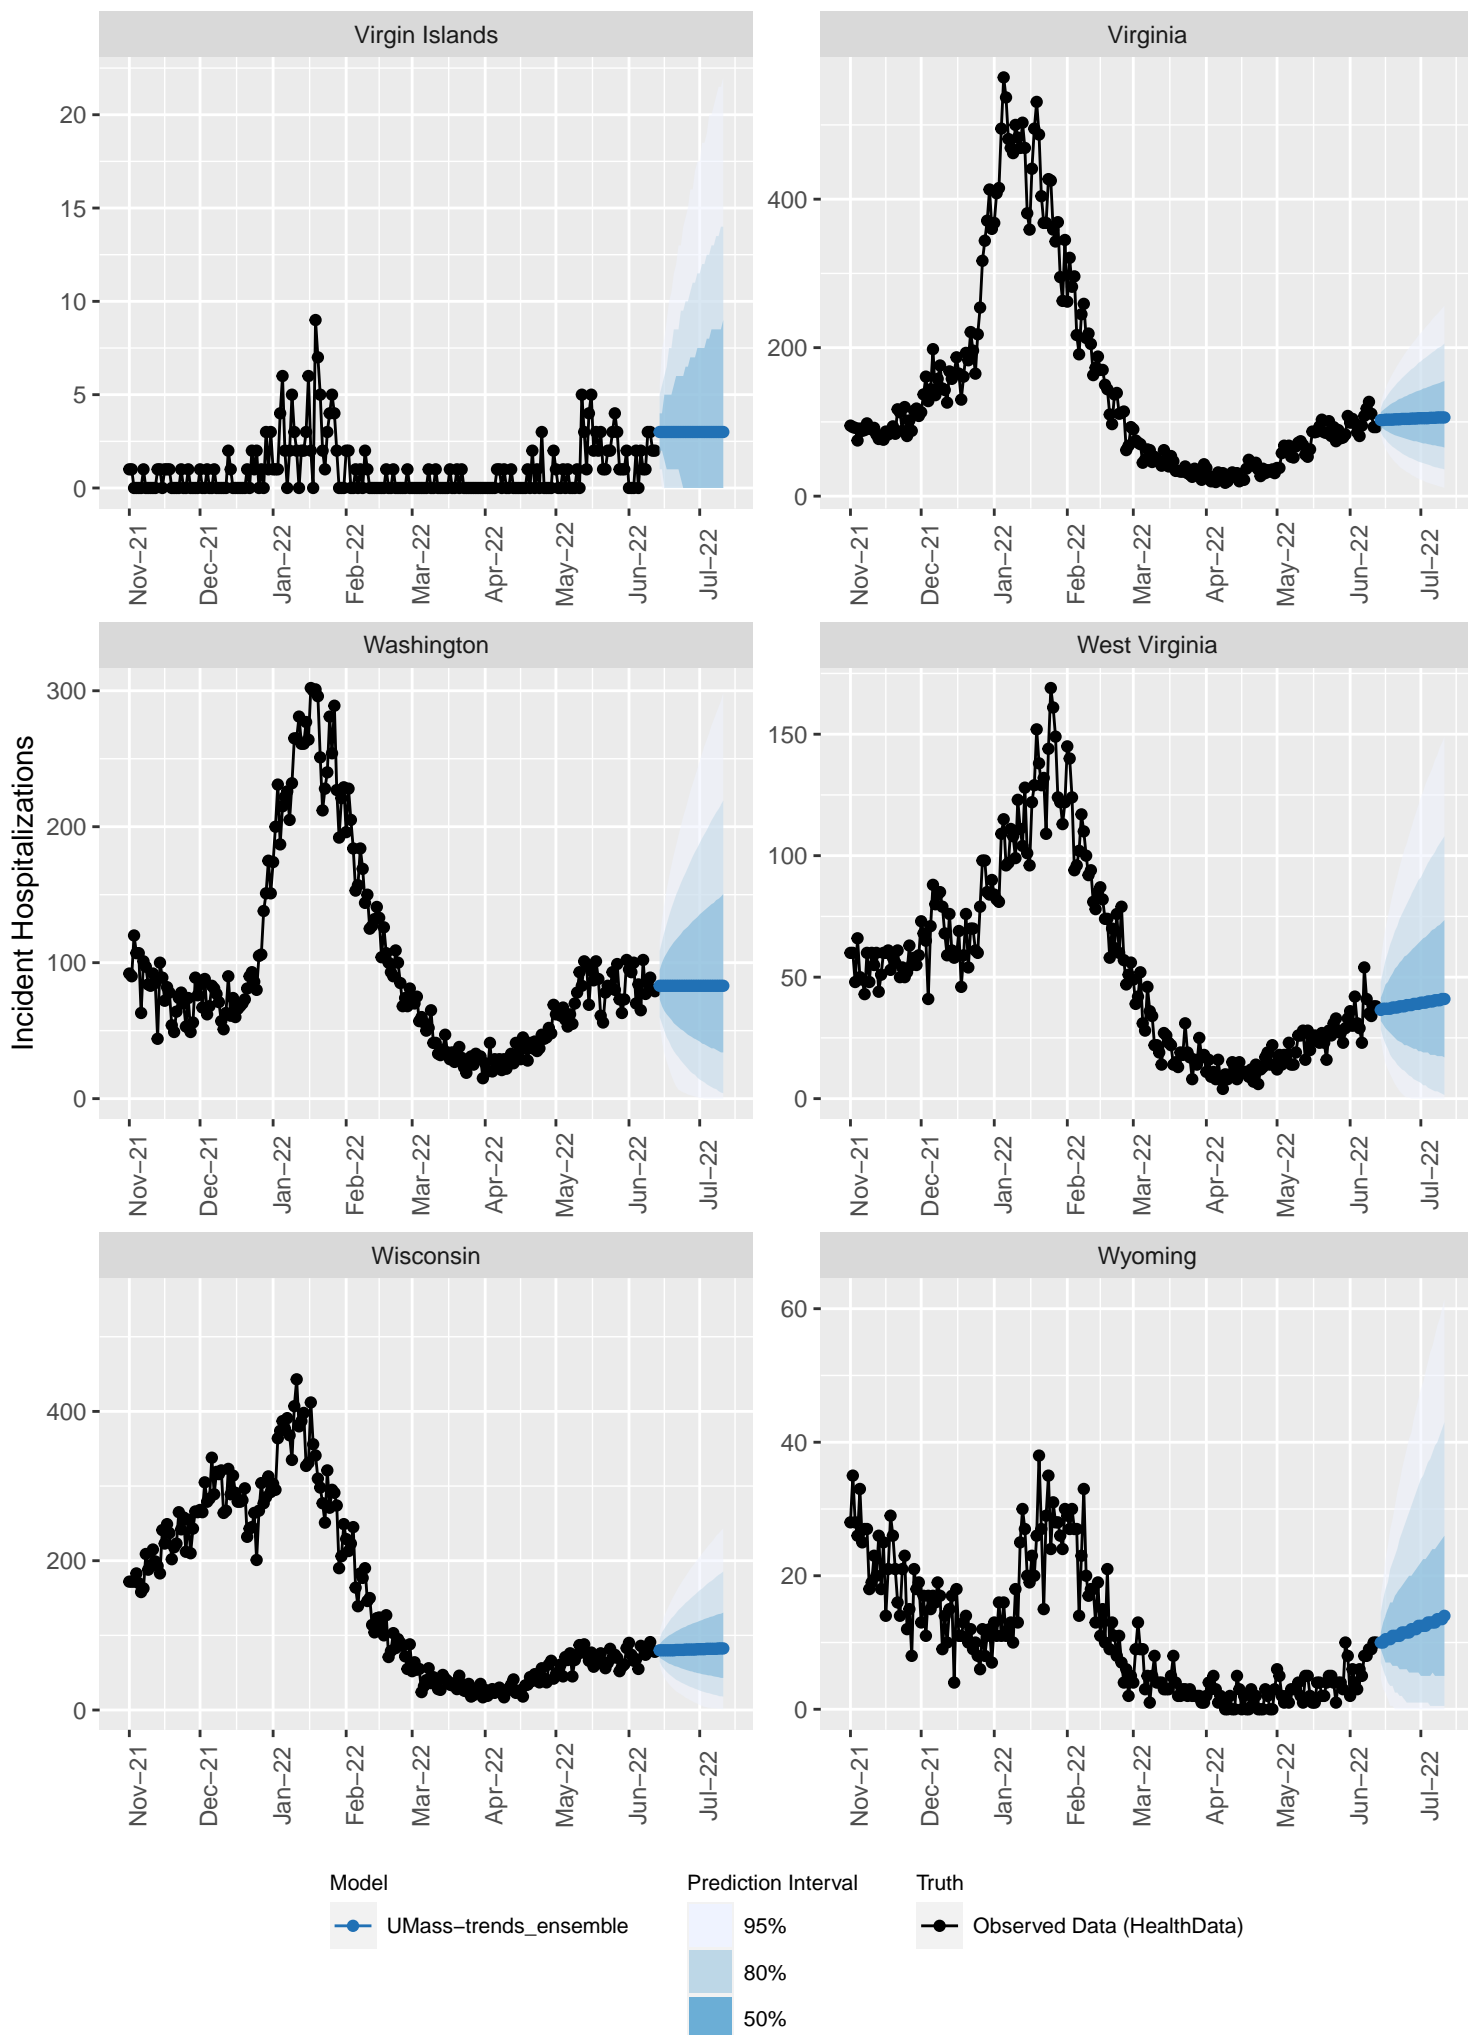 Virgin Islands
Virginia
20
15
10
5
0
400
200
0
Nov−21
Dec−21
Jan−22
Feb−22
Mar−22
Apr−22
May−22
Jun−22
Jul−22
Nov−21
Dec−21
Jan−22
Feb−22
Mar−22
Apr−22
May−22
Jun−22
Jul−22
Incident Hospitalizations
Washington
West Virginia
300
200
100
0
150
100
50
0
Nov−21
Dec−21
Jan−22
Feb−22
Mar−22
Apr−22
May−22
Jun−22
Jul−22
Nov−21
Dec−21
Jan−22
Feb−22
Mar−22
Apr−22
May−22
Jun−22
Jul−22
Wisconsin
Wyoming
400
200
0
60
40
20
0
Nov−21
Dec−21
Jan−22
Feb−22
Mar−22
Apr−22
May−22
Jun−22
Jul−22
Nov−21
Dec−21
Jan−22
Feb−22
Mar−22
Apr−22
May−22
Jun−22
Jul−22
Model
UMass−trends_ensemble
Prediction Interval
95%
80%
50%
Truth
Observed Data (HealthData)